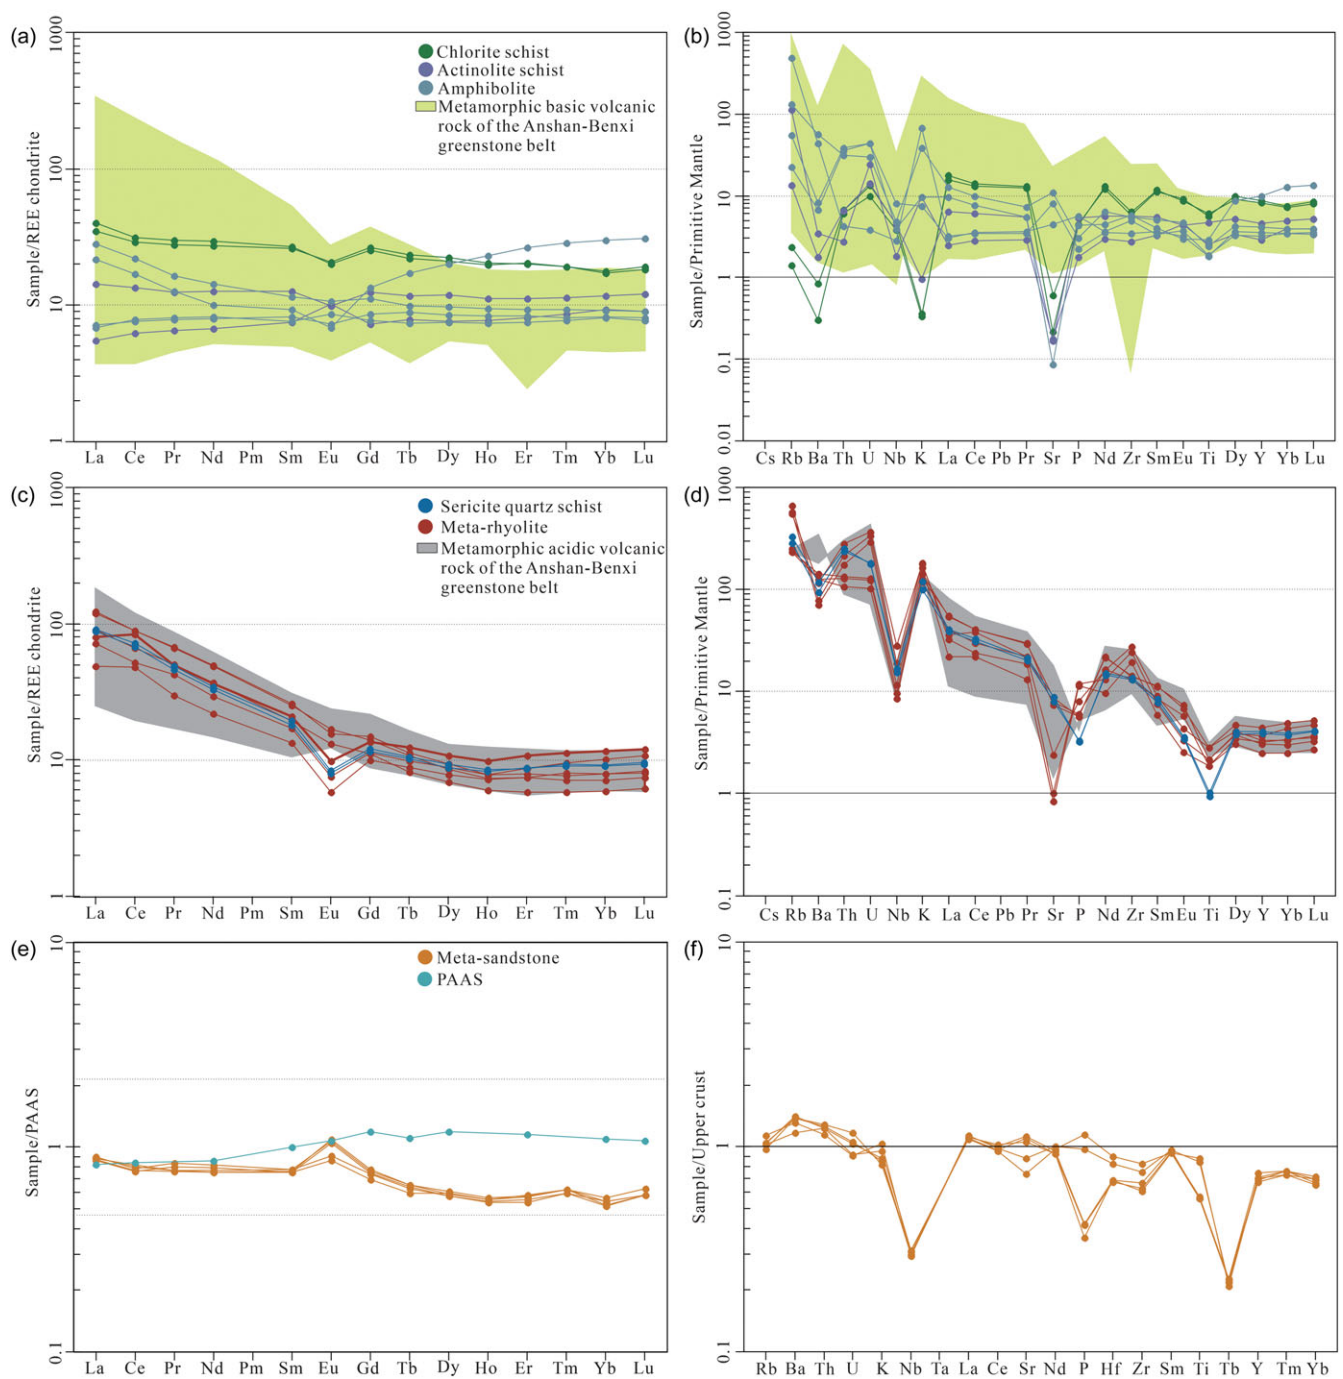 (a)
1000
100
10
1
Sample/REE chondrite
Chlorite schist
Actinolite schist
Amphibolite
Metamorphic basic volcanic
rock of the Anshan-Benxi
greenstone belt
La Ce Pr Nd Pm Sm Eu Gd Tb Dy Ho Er Tm Yb Lu
(b)
1000
100
10
1
0.1
0.01
Sample/Primitive Mantle
Cs Rb Ba Th U Nb K La Ce Pb Pr Sr P Nd Zr Sm Eu Ti Dy Y Yb Lu
(c)
1000
100
10
1
Sample/REE chondrite
Sericite quartz schist
Meta-rhyolite
Metamorphic acidic volcanic
rock of the Anshan-Benxi
greenstone belt
La Ce Pr Nd Pm Sm Eu Gd Tb Dy Ho Er Tm Yb Lu
(d)
1000
100
10
1
0.1
Sample/Primitive Mantle
Cs Rb Ba Th U Nb K La Ce Pb Pr Sr P Nd Zr Sm Eu Ti Dy Y Yb Lu
(e)
10
1
0.1
Sample/PAAS
Meta-sandstone
PAAS
La Ce Pr Nd Pm Sm Eu Gd Tb Dy Ho Er Tm Yb Lu
(f)
10
1
0.1
Sample/Upper crust
Rb Ba Th U K Nb Ta La Ce Sr Nd P Hf Zr Sm Ti Tb Y Tm Yb